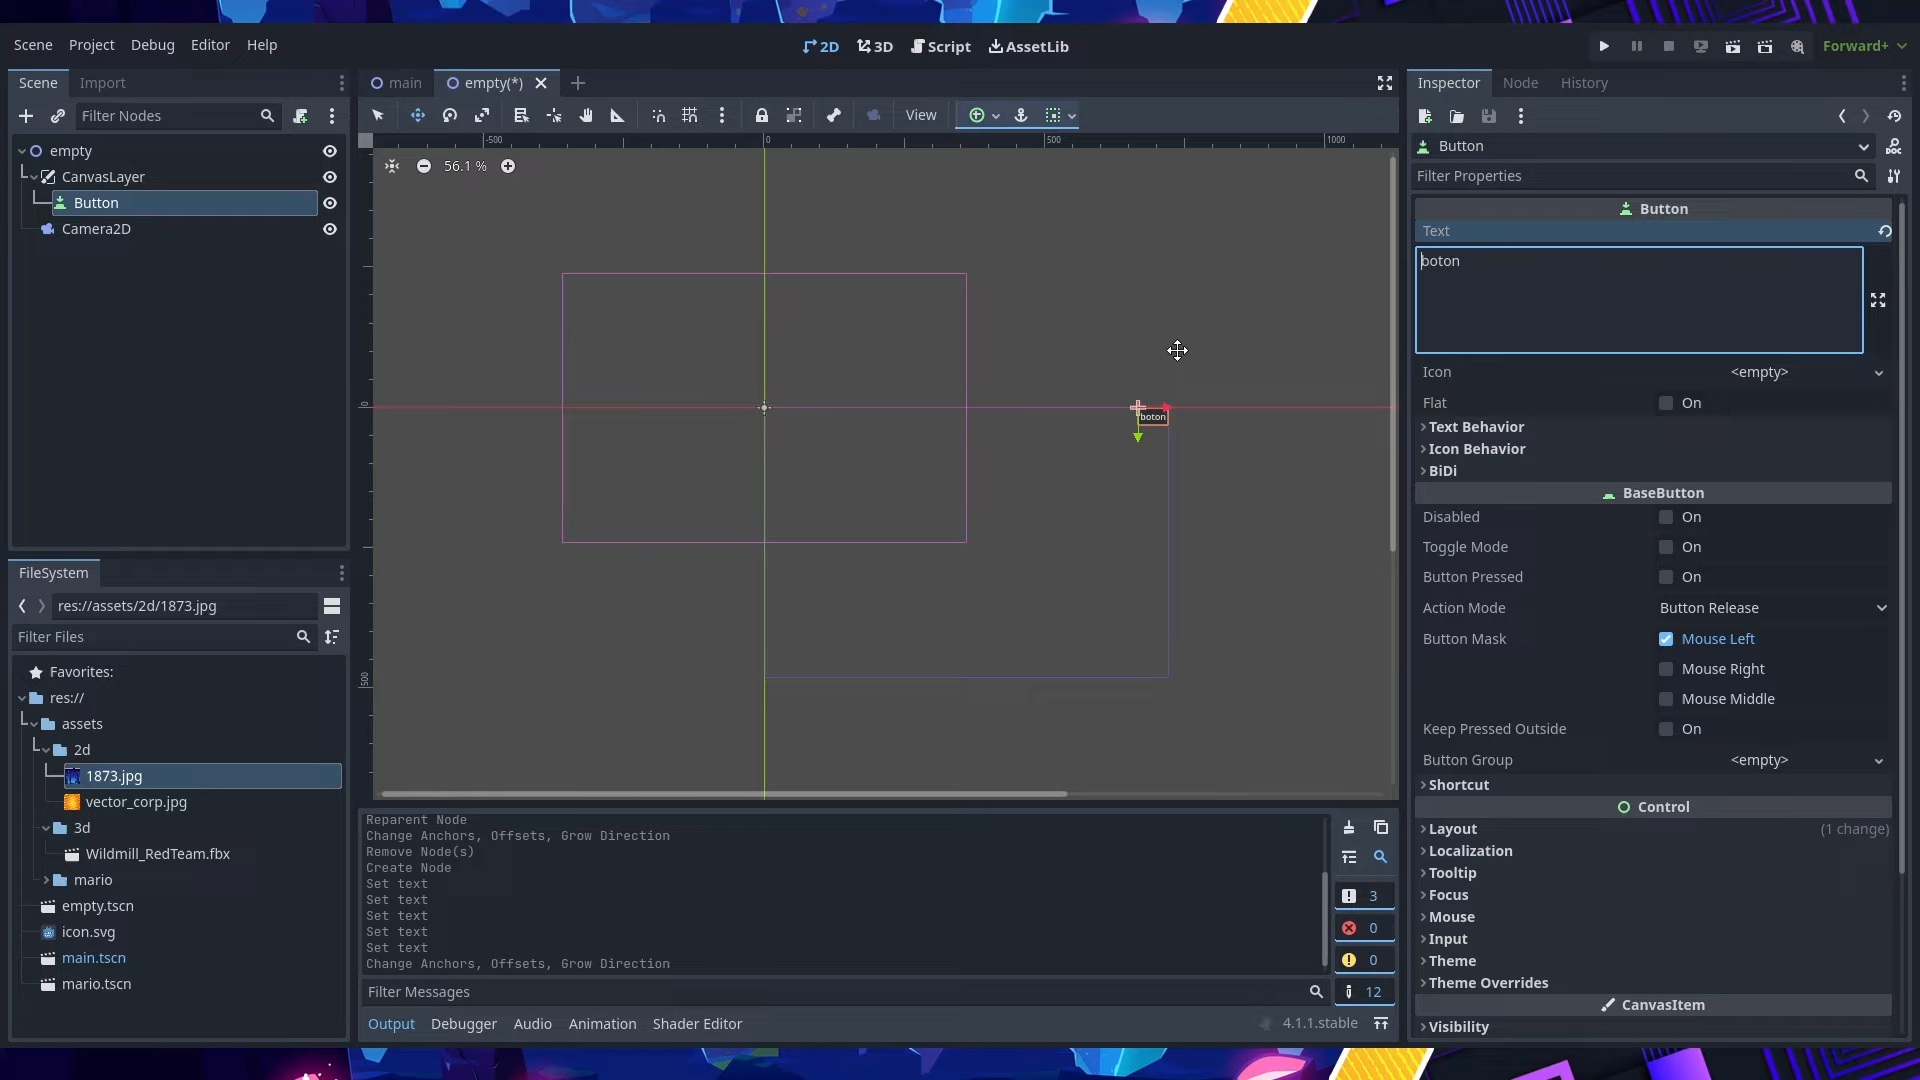 Scene Project Debug Editor Help
2D 3D Script AssetLib
Forward+
Scene Import
Filter Nodes
empty
CanvasLayer
Button
Camera2D
FileSystem
res://assets/2d/1873.jpg
Filter Files
Favorites:
res://
assets
2d
1873.jpg
vector_corp.jpg
3d
Wildmill_RedTeam.fbx
mario
empty.tscn
icon.svg
main.tscn
mario.tscn
main empty(*)
View
-500 0 500 1000
56.1 %
0
500
boton
Reparent Node
Change Anchors, Offsets, Grow Direction
Remove Node(s)
Create Node
Set text
Set text
Set text
Set text
Set text
Change Anchors, Offsets, Grow Direction
3
0
0
12
Filter Messages
Output Debugger Audio Animation Shader Editor 4.1.1.stable
Inspector Node History
Button
Filter Properties
Button
Text
boton
Icon <empty>
Flat On
Text Behavior
Icon Behavior
BiDi
BaseButton
Disabled On
Toggle Mode On
Button Pressed On
Action Mode Button Release
Button Mask Mouse Left
Mouse Right
Mouse Middle
Keep Pressed Outside On
Button Group <empty>
Shortcut
Control
Layout (1 change)
Localization
Tooltip
Focus
Mouse
Input
Theme
Theme Overrides
CanvasItem
Visibility